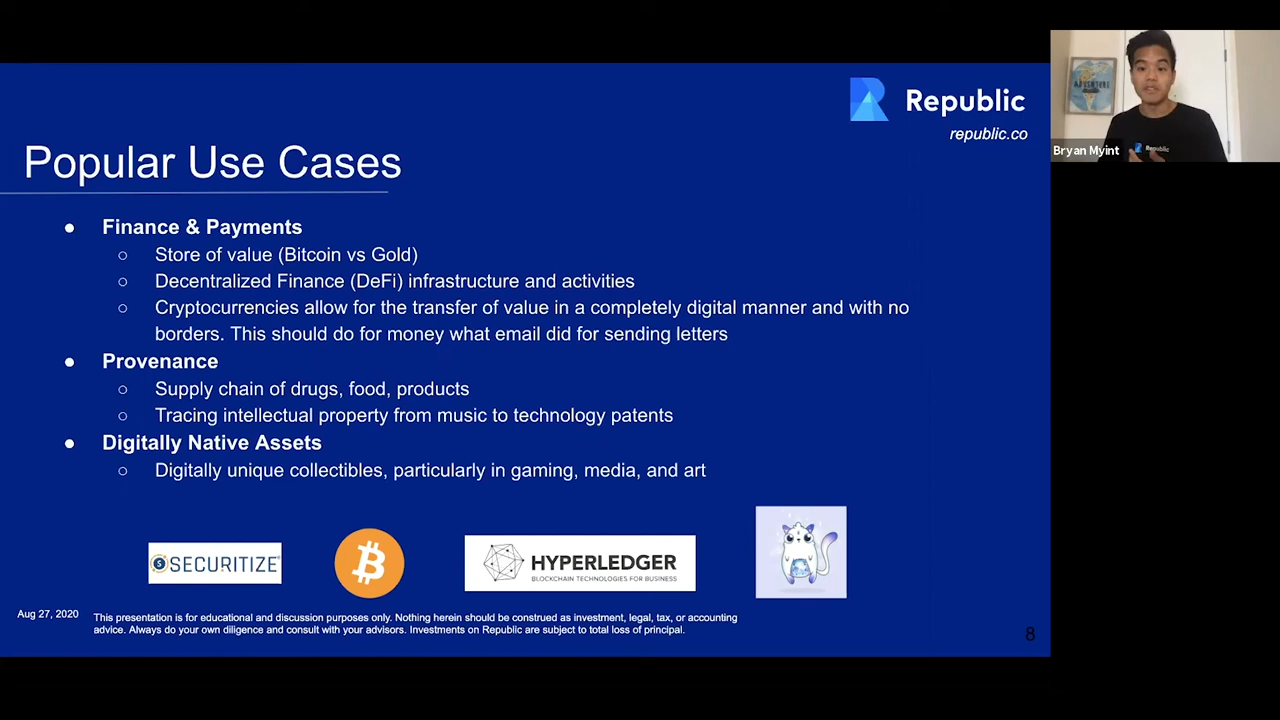 Republic
republic.co
Popular Use Cases
● Finance & Payments
○ Store of value (Bitcoin vs Gold)
○ Decentralized Finance (DeFi) infrastructure and activities
○ Cryptocurrencies allow for the transfer of value in a completely digital manner and with no
borders. This should do for money what email did for sending letters
● Provenance
○ Supply chain of drugs, food, products
○ Tracing intellectual property from music to technology patents
● Digitally Native Assets
○ Digitally unique collectibles, particularly in gaming, media, and art
SECURITIZE
HYPERLEDGER
BLOCKCHAIN TECHNOLOGIES FOR BUSINESS
Aug 27, 2020
This presentation is for educational and discussion purposes only. Nothing herein should be construed as investment, legal, tax, or accounting
advice. Always do your own diligence and consult with your advisors. Investments on Republic are subject to total loss of principal.
8
ADVENTURE
Bryan Myint
Republic